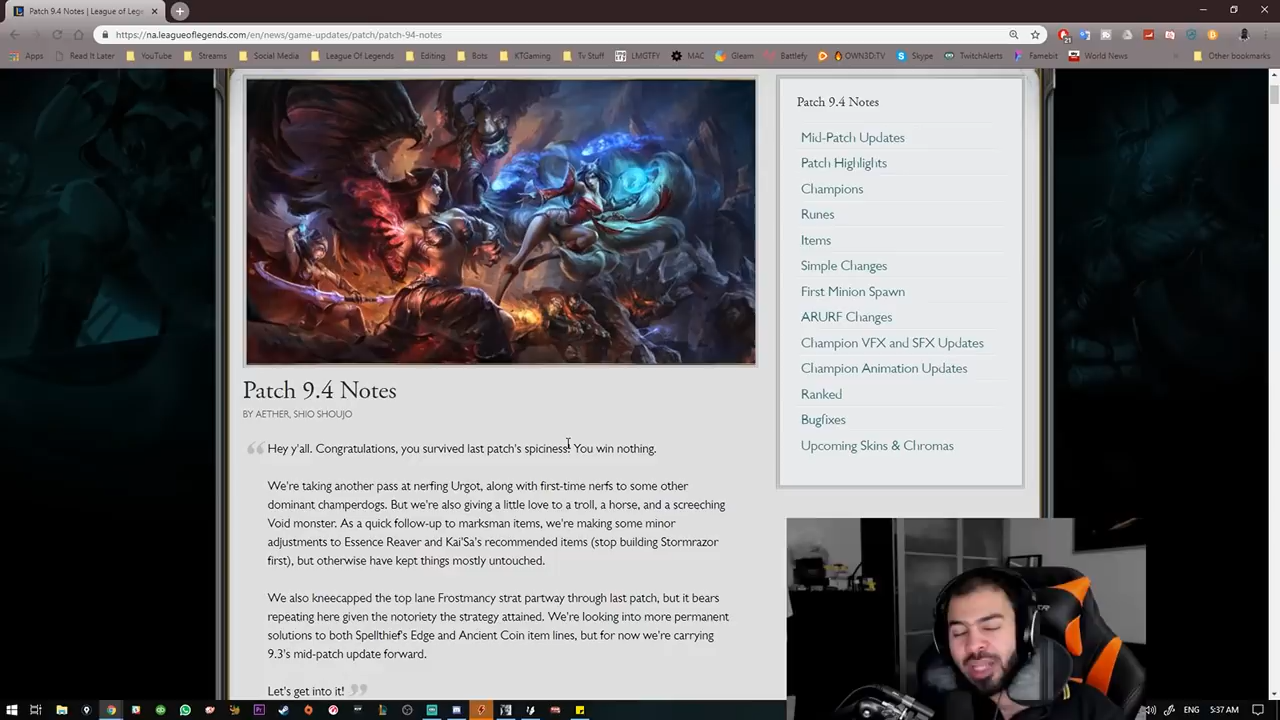 Patch 9.4 Notes | League of Leg
https://na.leagueoflegends.com/en/news/game-updates/patch/patch-94-notes
21
Apps
Read It Later
YouTube
Streams
Social Media
League Of Legends
Editing
Bots
KTGaming
Tv Stuff
LMGTFY
MAC
Gleam
Battlefy
OWN3D.TV
Skype
TwitchAlerts
Famebit
World News
Other bookmarks
Patch 9.4 Notes
BY AETHER, SHIO SHOUJO
Hey y'all. Congratulations, you survived last patch's spiciness! You win nothing.
We're taking another pass at nerfing Urgot, along with first-time nerfs to some other
dominant champerdogs. But we're also giving a little love to a troll, a horse, and a screeching
Void monster. As a quick follow-up to marksman items, we're making some minor
adjustments to Essence Reaver and Kai'Sa's recommended items (stop building Stormrazor
first), but otherwise have kept things mostly untouched.
We also kneecapped the top lane Frostmancy strat partway through last patch, but it bears
repeating here given the notoriety the strategy attained. We're looking into more permanent
solutions to both Spellthief's Edge and Ancient Coin item lines, but for now we're carrying
9.3's mid-patch update forward.
Let's get into it!
Patch 9.4 Notes
Mid-Patch Updates
Patch Highlights
Champions
Runes
Items
Simple Changes
First Minion Spawn
ARURF Changes
Champion VFX and SFX Updates
Champion Animation Updates
Ranked
Bugfixes
Upcoming Skins & Chromas
ENG
5:37 AM